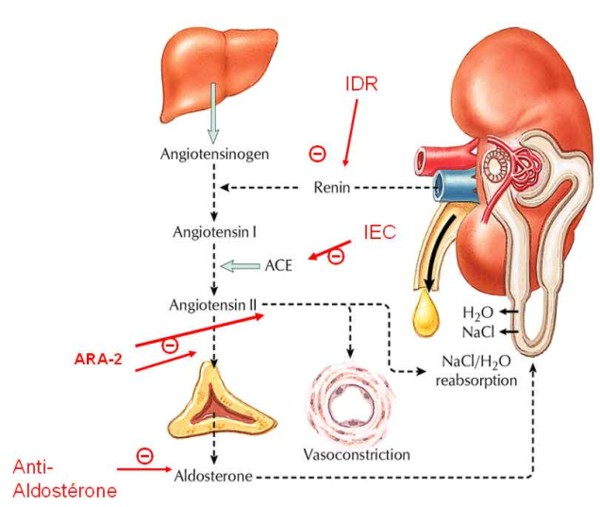 IDR
Angiotensinogen
⊖
Renin
Angiotensin I
IEC
⊖
ACE
Angiotensin II
H₂O
NaCl
⊖
ARA-2
NaCl/H₂O
reabsorption
Vasoconstriction
Anti-
Aldostérone
⊖
Aldosterone